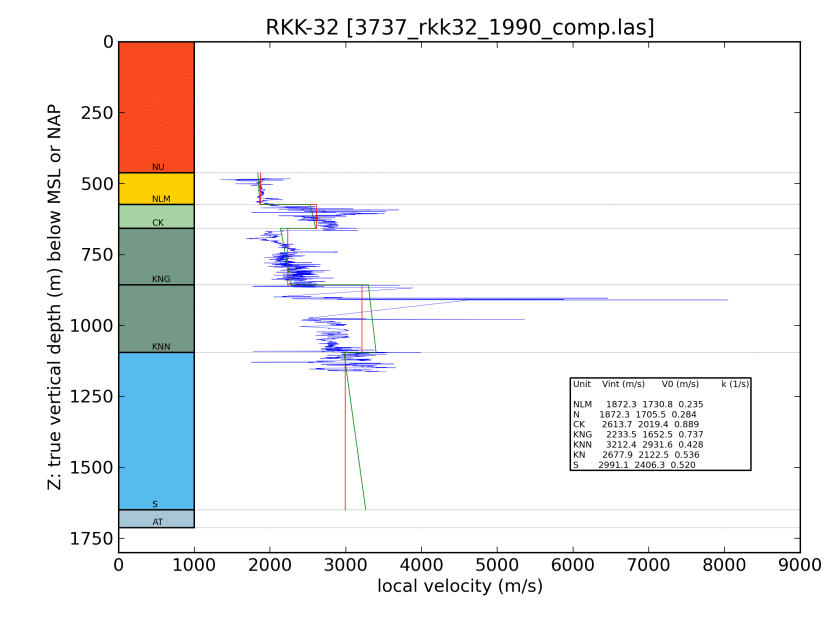 RKK-32 [3737_rkk32_1990_comp.las]
Z: true vertical depth (m) below MSL or NAP
0
250
500
750
1000
1250
1500
1750
NU
NLM
CK
KNG
KNN
S
AT
Unit Vint (m/s) V0 (m/s) k (1/s)
NLM 1872.3 1730.8 0.235
N 1872.3 1705.5 0.284
CK 2613.7 2019.4 0.889
KNG 2233.5 1652.5 0.737
KNN 3212.4 2931.6 0.428
KN 2677.9 2122.5 0.536
S 2991.1 2406.3 0.520
0 1000 2000 3000 4000 5000 6000 7000 8000 9000
local velocity (m/s)